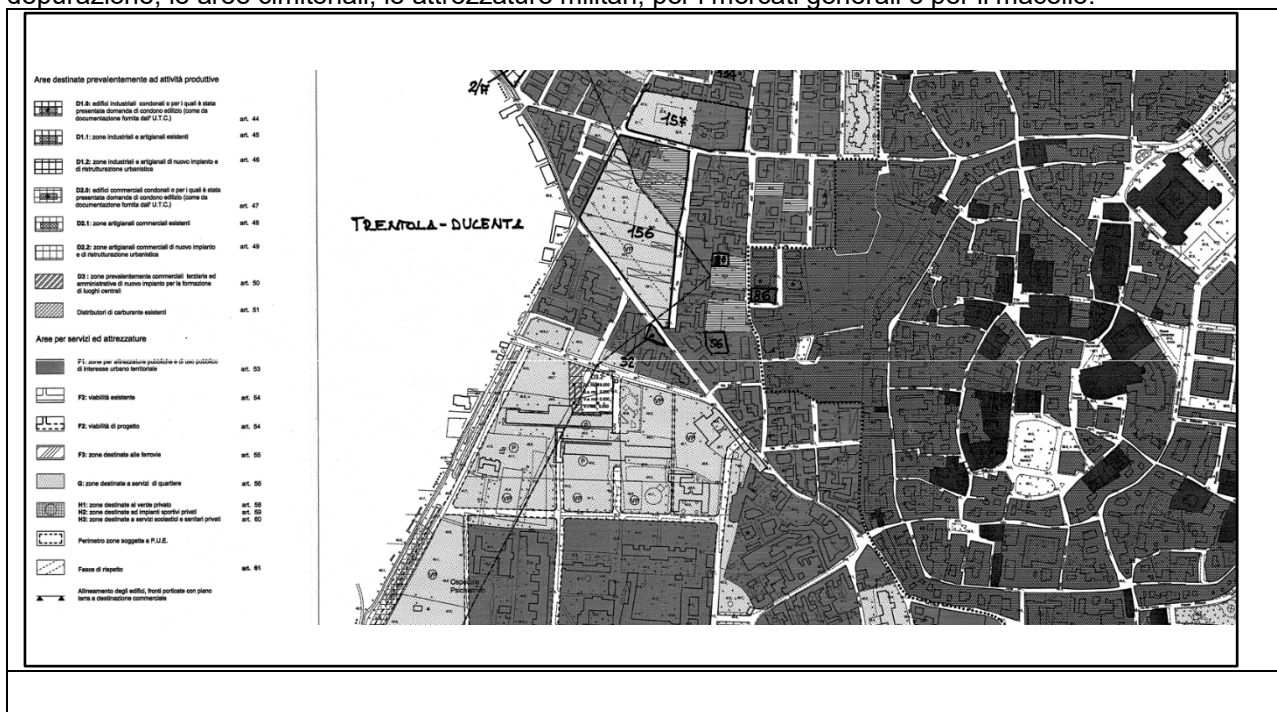 depurazione, le aree cimiteriali, le attrezzature militari, per i mercati generali e per il macello.
Aree destinate prevalentemente ad attività produttive
D1.0: edifici industriali condonati o per i quali è stata
presentata domanda di condono edilizio (come da
documentazione fornita dall' U.T.C.) art. 44
D1.1: zone industriali e artigianali esistenti art. 45
D1.2: zone industriali e artigianali di nuovo impianto e
di ristrutturazione urbanistica art. 46
D2.0: edifici commerciali condonati o per i quali è stata
presentata domanda di condono edilizio (come da
documentazione fornita dall' U.T.C.) art. 47
D2.1: zone artigianali commerciali esistenti art. 48
D2.2: zone artigianali commerciali di nuovo impianto
e di ristrutturazione urbanistica art. 49
D3 : zone prevalentemente commerciali terziarie ed
amministrative di nuovo impianto per la formazione
di luoghi centrali art. 50
Distributori di carburante esistenti art. 51
Aree per servizi ed attrezzature
F1: zone per attrezzature pubbliche e di uso pubblico
di interesse urbano territoriale art. 53
F2: viabilità esistente art. 54
F2: viabilità di progetto art. 54
F3: zone destinate alle ferrovie art. 55
G: zone destinate a servizi di quartiere art. 56
H1: zone destinate al verde privato art. 58
H2: zone destinate ad impianti sportivi privati art. 59
H3: zone destinate a servizi scolastici e sanitari privati art. 60
Perimetro zone soggette a P.U.E.
Fasce di rispetto art. 61
Allineamento degli edifici, fronti porticate con piano
terra a destinazione commerciale
2/7
154
157
TRENTOLA-DUCENTA
156
56
52
Ospedale
Psichiatrico